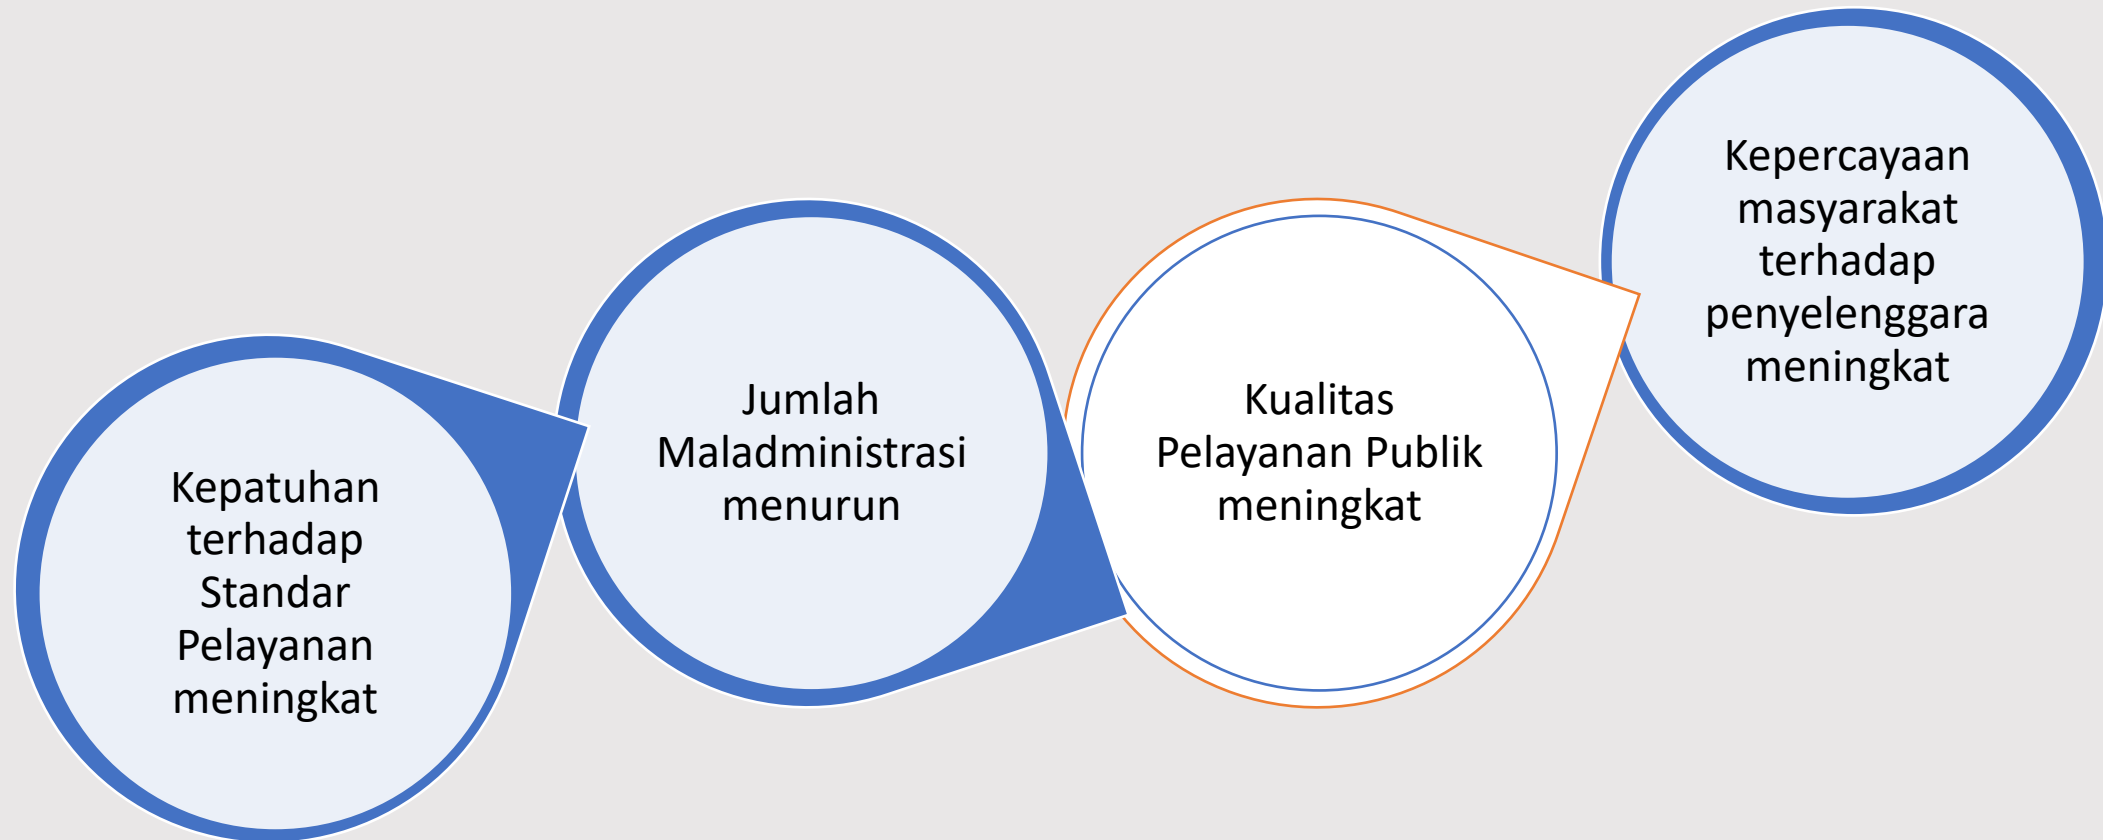 Kepatuhan
terhadap
Standar
Pelayanan
meningkat
Jumlah
Maladministrasi
menurun
Kualitas
Pelayanan Publik
meningkat
Kepercayaan
masyarakat
terhadap
penyelenggara
meningkat